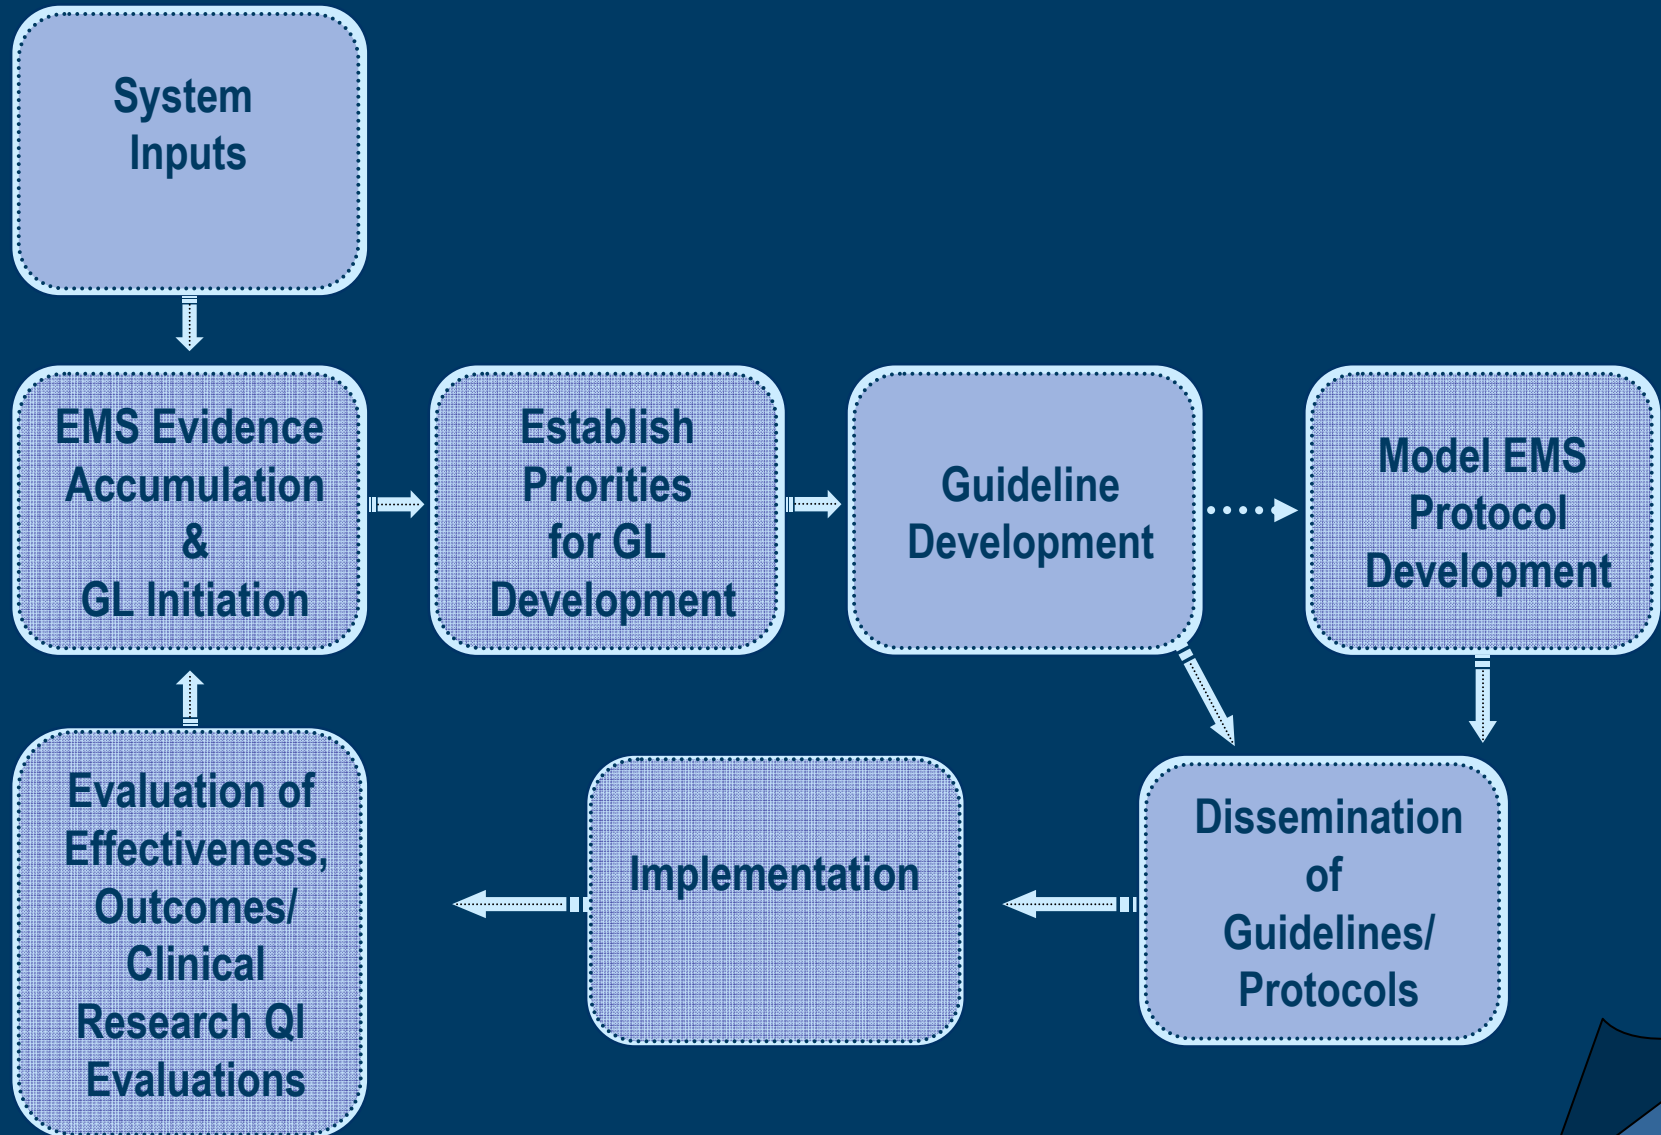 System
Inputs
EMS Evidence
Accumulation
&
GL Initiation
Establish
Priorities
for GL
Development
Guideline
Development
Model EMS
Protocol
Development
Evaluation of
Effectiveness,
Outcomes/
Clinical
Research QI
Evaluations
Implementation
Dissemination
of
Guidelines/
Protocols